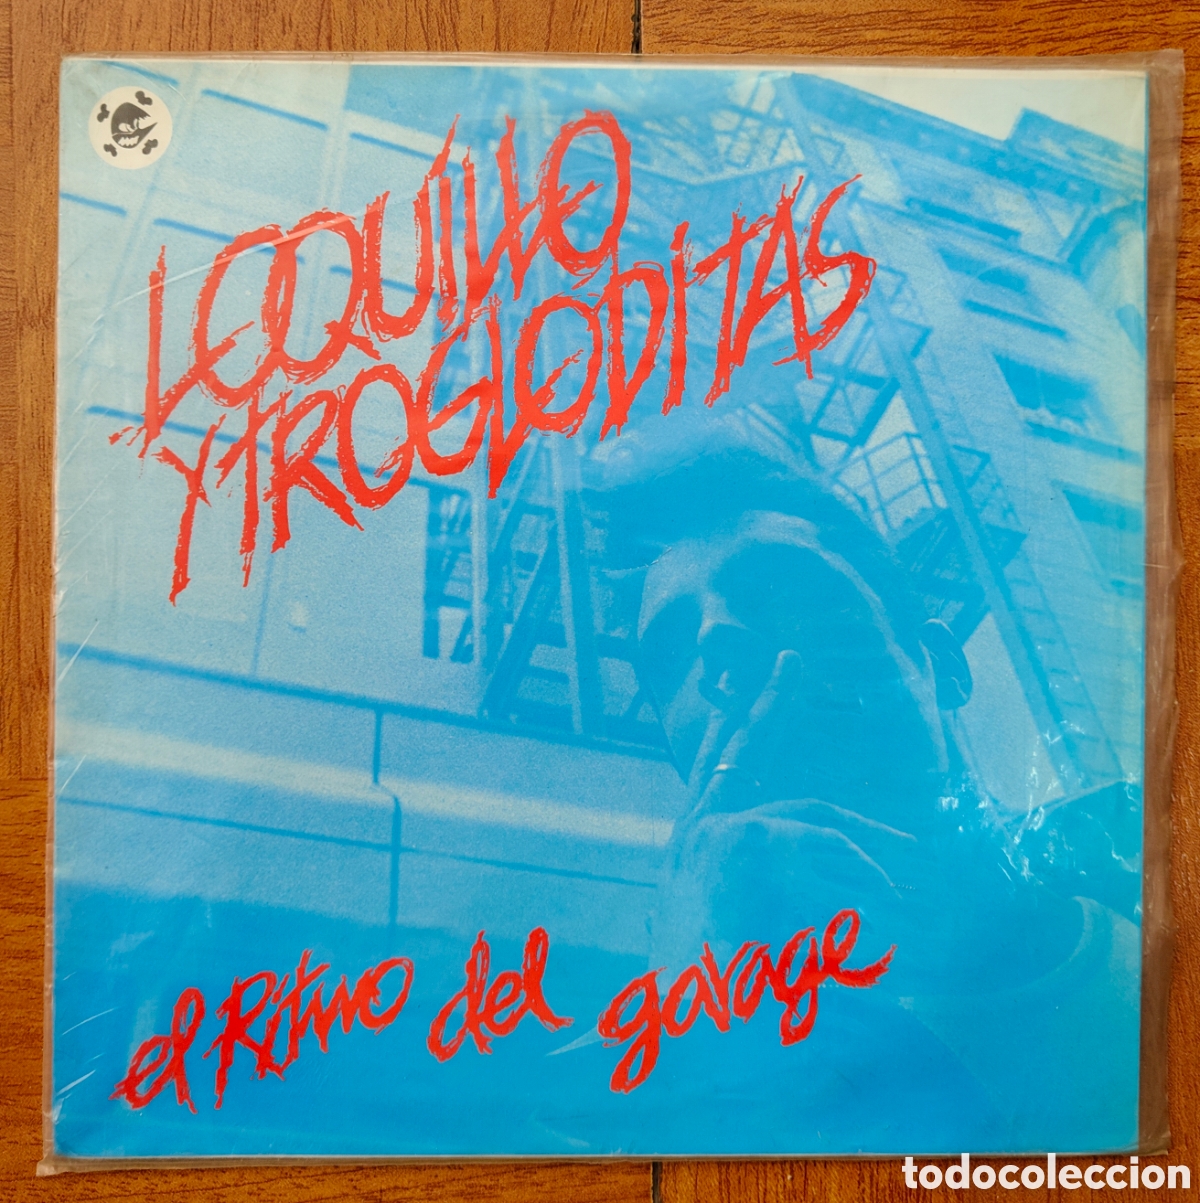 LOQUILLO
Y TROGLODITAS
el Ritmo del garage
todocoleccion